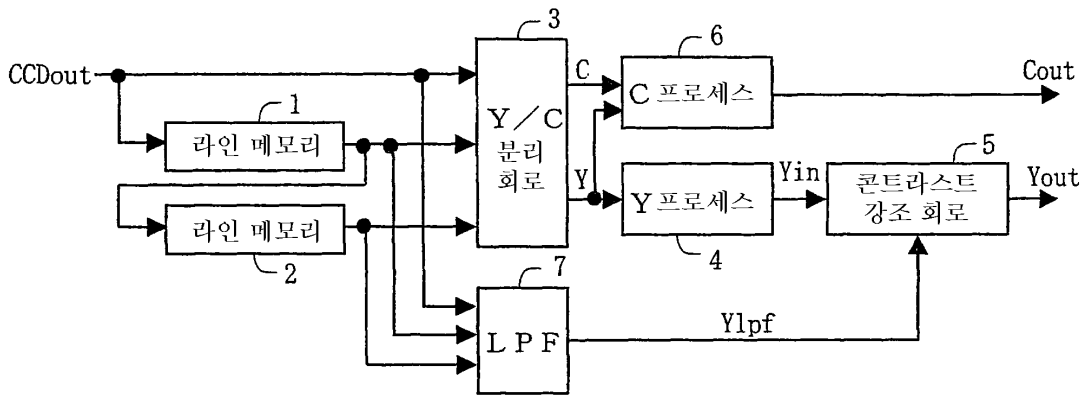 3
6
CCDout
C
C 프로세스
Cout
1
라인 메모리
Y/C
분리
회로
5
Y
Y 프로세스
Yin
콘트라스트
강조 회로
Yout
라인 메모리
2
4
7
LPF
Ylpf